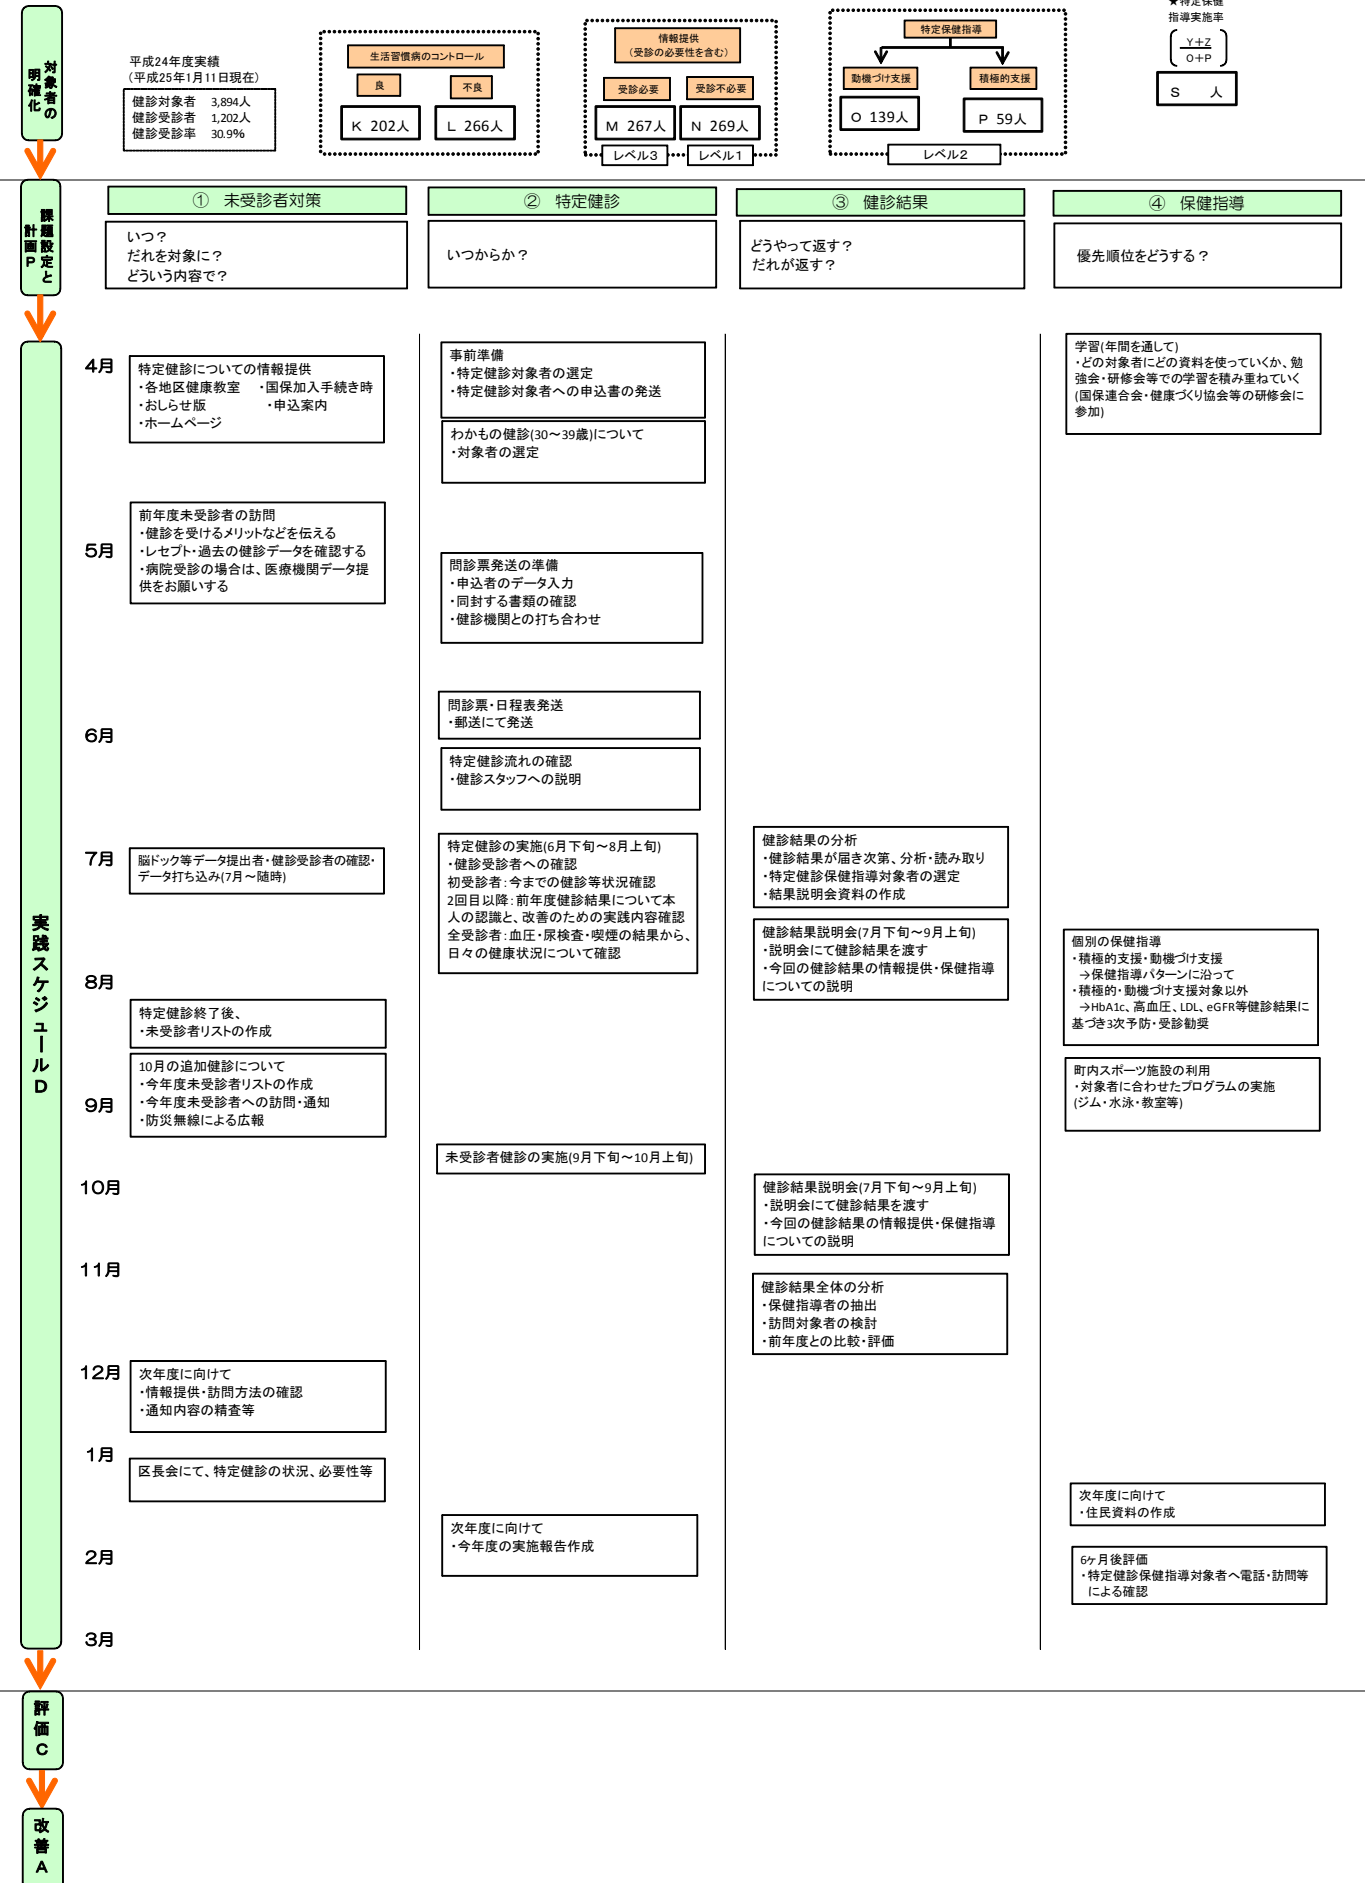 対象者の
明確化
平成24年度実績
(平成25年1月11日現在)
健診対象者 3,894人
健診受診者 1,202人
健診受診率 30.9%
生活習慣病のコントロール
良
不良
K 202人
L 266人
情報提供
(受診の必要性を含む)
受診必要
受診不必要
M 267人
N 269人
レベル3
レベル1
特定保健指導
動機づけ支援
積極的支援
O 139人
P 59人
レベル2
★特定保健
指導実施率
Y+Z
O+P
S 人
課題設定と
計画P
① 未受診者対策
いつ?
だれを対象に?
どういう内容で?
② 特定健診
いつからか?
③ 健診結果
どうやって返す?
だれが返す?
④ 保健指導
優先順位をどうする?
実践スケジュールD
4月
特定健診についての情報提供
・各地区健康教室 ・国保加入手続き時
・おしらせ版 ・申込案内
・ホームページ
事前準備
・特定健診対象者の選定
・特定健診対象者への申込書の発送
わかもの健診(30～39歳)について
・対象者の選定
学習(年間を通して)
・どの対象者にどの資料を使っていくか、勉
強会・研修会等での学習を積み重ねていく
(国保連合会・健康づくり協会等の研修会に
参加)
5月
前年度未受診者の訪問
・健診を受けるメリットなどを伝える
・レセプト・過去の健診データを確認する
・病院受診の場合は、医療機関データ提
供をお願いする
問診票発送の準備
・申込者のデータ入力
・同封する書類の確認
・健診機関との打ち合わせ
6月
問診票・日程表発送
・郵送にて発送
特定健診流れの確認
・健診スタッフへの説明
7月
脳ドック等データ提出者・健診受診者の確認・
データ打ち込み(7月～随時)
特定健診の実施(6月下旬～8月上旬)
・健診受診者への確認
初受診者：今までの健診等状況確認
2回目以降：前年度健診結果について本
人の認識と、改善のための実践内容確認
全受診者：血圧・尿検査・喫煙の結果から、
日々の健康状況について確認
健診結果の分析
・健診結果が届き次第、分析・読み取り
・特定健診保健指導対象者の選定
・結果説明会資料の作成
健診結果説明会(7月下旬～9月上旬)
・説明会にて健診結果を渡す
・今回の健診結果の情報提供・保健指導
についての説明
個別の保健指導
・積極的支援・動機づけ支援
→保健指導パターンに沿って
・積極的・動機づけ支援対象以外
→HbA1c、高血圧、LDL、eGFR等健診結果に
基づき3次予防・受診勧奨
8月
特定健診終了後、
・未受診者リストの作成
9月
10月の追加健診について
・今年度未受診者リストの作成
・今年度未受診者への訪問・通知
・防災無線による広報
町内スポーツ施設の利用
・対象者に合わせたプログラムの実施
(ジム・水泳・教室等)
未受診者健診の実施(9月下旬～10月上旬)
10月
健診結果説明会(7月下旬～9月上旬)
・説明会にて健診結果を渡す
・今回の健診結果の情報提供・保健指導
についての説明
11月
健診結果全体の分析
・保健指導者の抽出
・訪問対象者の検討
・前年度との比較・評価
12月
次年度に向けて
・情報提供・訪問方法の確認
・通知内容の精査等
1月
区長会にて、特定健診の状況、必要性等
次年度に向けて
・住民資料の作成
2月
次年度に向けて
・今年度の実施報告作成
6ヶ月後評価
・特定健診保健指導対象者へ電話・訪問等
による確認
3月
評価C
改善A